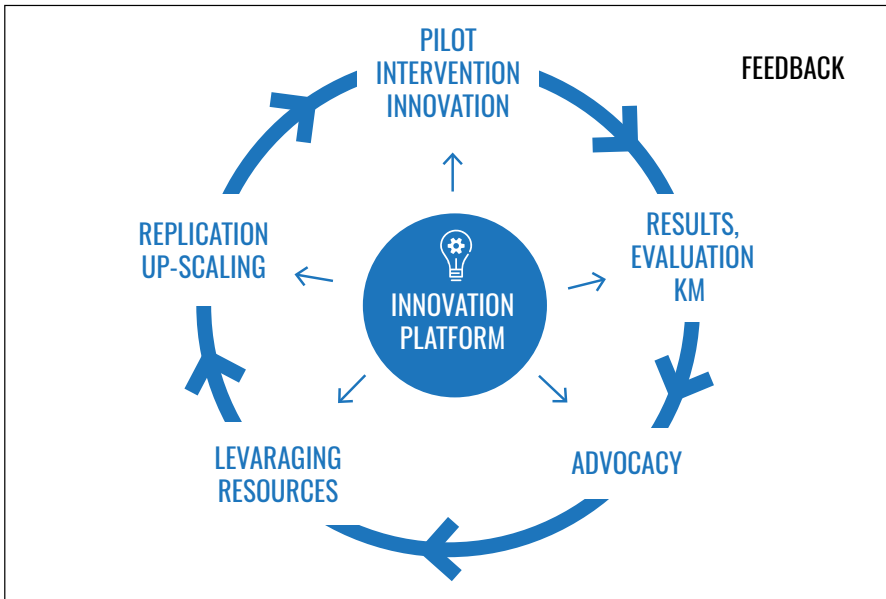 PILOT
INTERVENTION
INNOVATION
FEEDBACK
RESULTS,
EVALUATION
KM
ADVOCACY
LEVARAGING
RESOURCES
REPLICATION
UP-SCALING
INNOVATION
PLATFORM